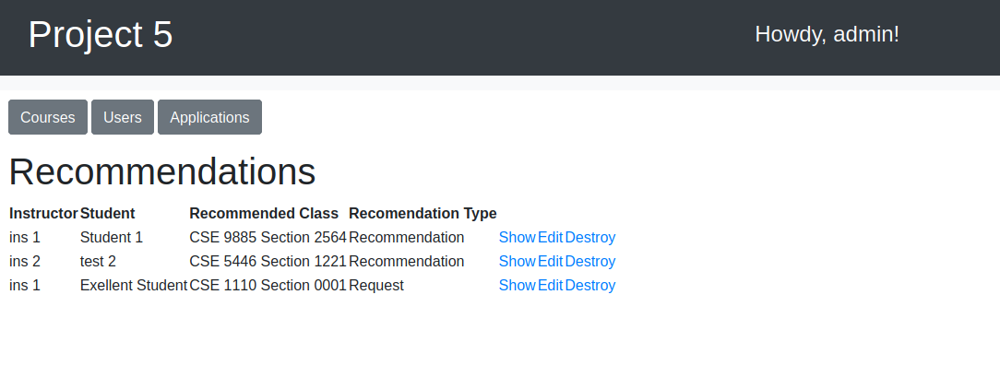 Project 5 Howdy, admin!
Courses Users Applications
Recommendations
Instructor Student Recommended Class Recomendation Type
ins 1 Student 1 CSE 9885 Section 2564 Recommendation Show Edit Destroy
ins 2 test 2 CSE 5446 Section 1221 Recommendation Show Edit Destroy
ins 1 Exellent Student CSE 1110 Section 0001 Request Show Edit Destroy